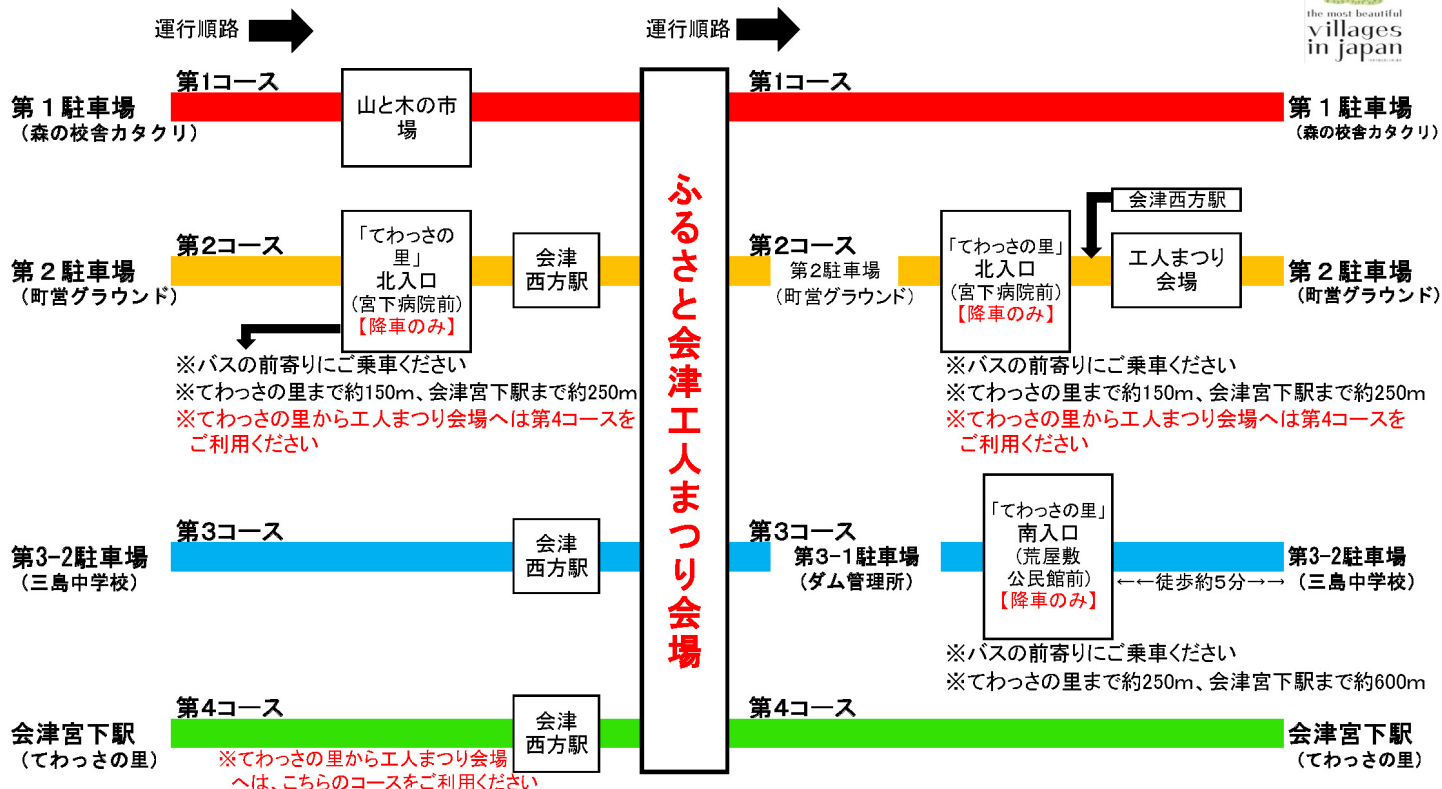 運行順路
運行順路
the most beautiful
villages
in japan
第1コース
第1コース
第1駐車場
(森の校舎カタクリ)
山と木の市
場
第1駐車場
(森の校舎カタクリ)
ふるさと会津工人まつり会場
第2コース
第2駐車場
(町営グラウンド)
「てわっさの
里」
北入口
(宮下病院前)
【降車のみ】
会津
西方駅
第2コース
第2駐車場
(町営グラウンド)
「てわっさの里」
北入口
(宮下病院前)
【降車のみ】
会津西方駅
工人まつり
会場
第2駐車場
(町営グラウンド)
※バスの前寄りにご乗車ください
※てわっさの里まで約150m、会津宮下駅まで約250m
※てわっさの里から工人まつり会場へは第4コースを
ご利用ください
※バスの前寄りにご乗車ください
※てわっさの里まで約150m、会津宮下駅まで約250m
※てわっさの里から工人まつり会場へは第4コースを
ご利用ください
第3コース
第3-2駐車場
(三島中学校)
会津
西方駅
第3コース
第3-1駐車場
(ダム管理所)
「てわっさの里」
南入口
(荒屋敷
公民館前)
【降車のみ】
←←徒歩約5分→→
第3-2駐車場
(三島中学校)
※バスの前寄りにご乗車ください
※てわっさの里まで約250m、会津宮下駅まで約600m
第4コース
会津宮下駅
(てわっさの里)
会津
西方駅
※てわっさの里から工人まつり会場
へは、こちらのコースをご利用ください
第4コース
会津宮下駅
(てわっさの里)